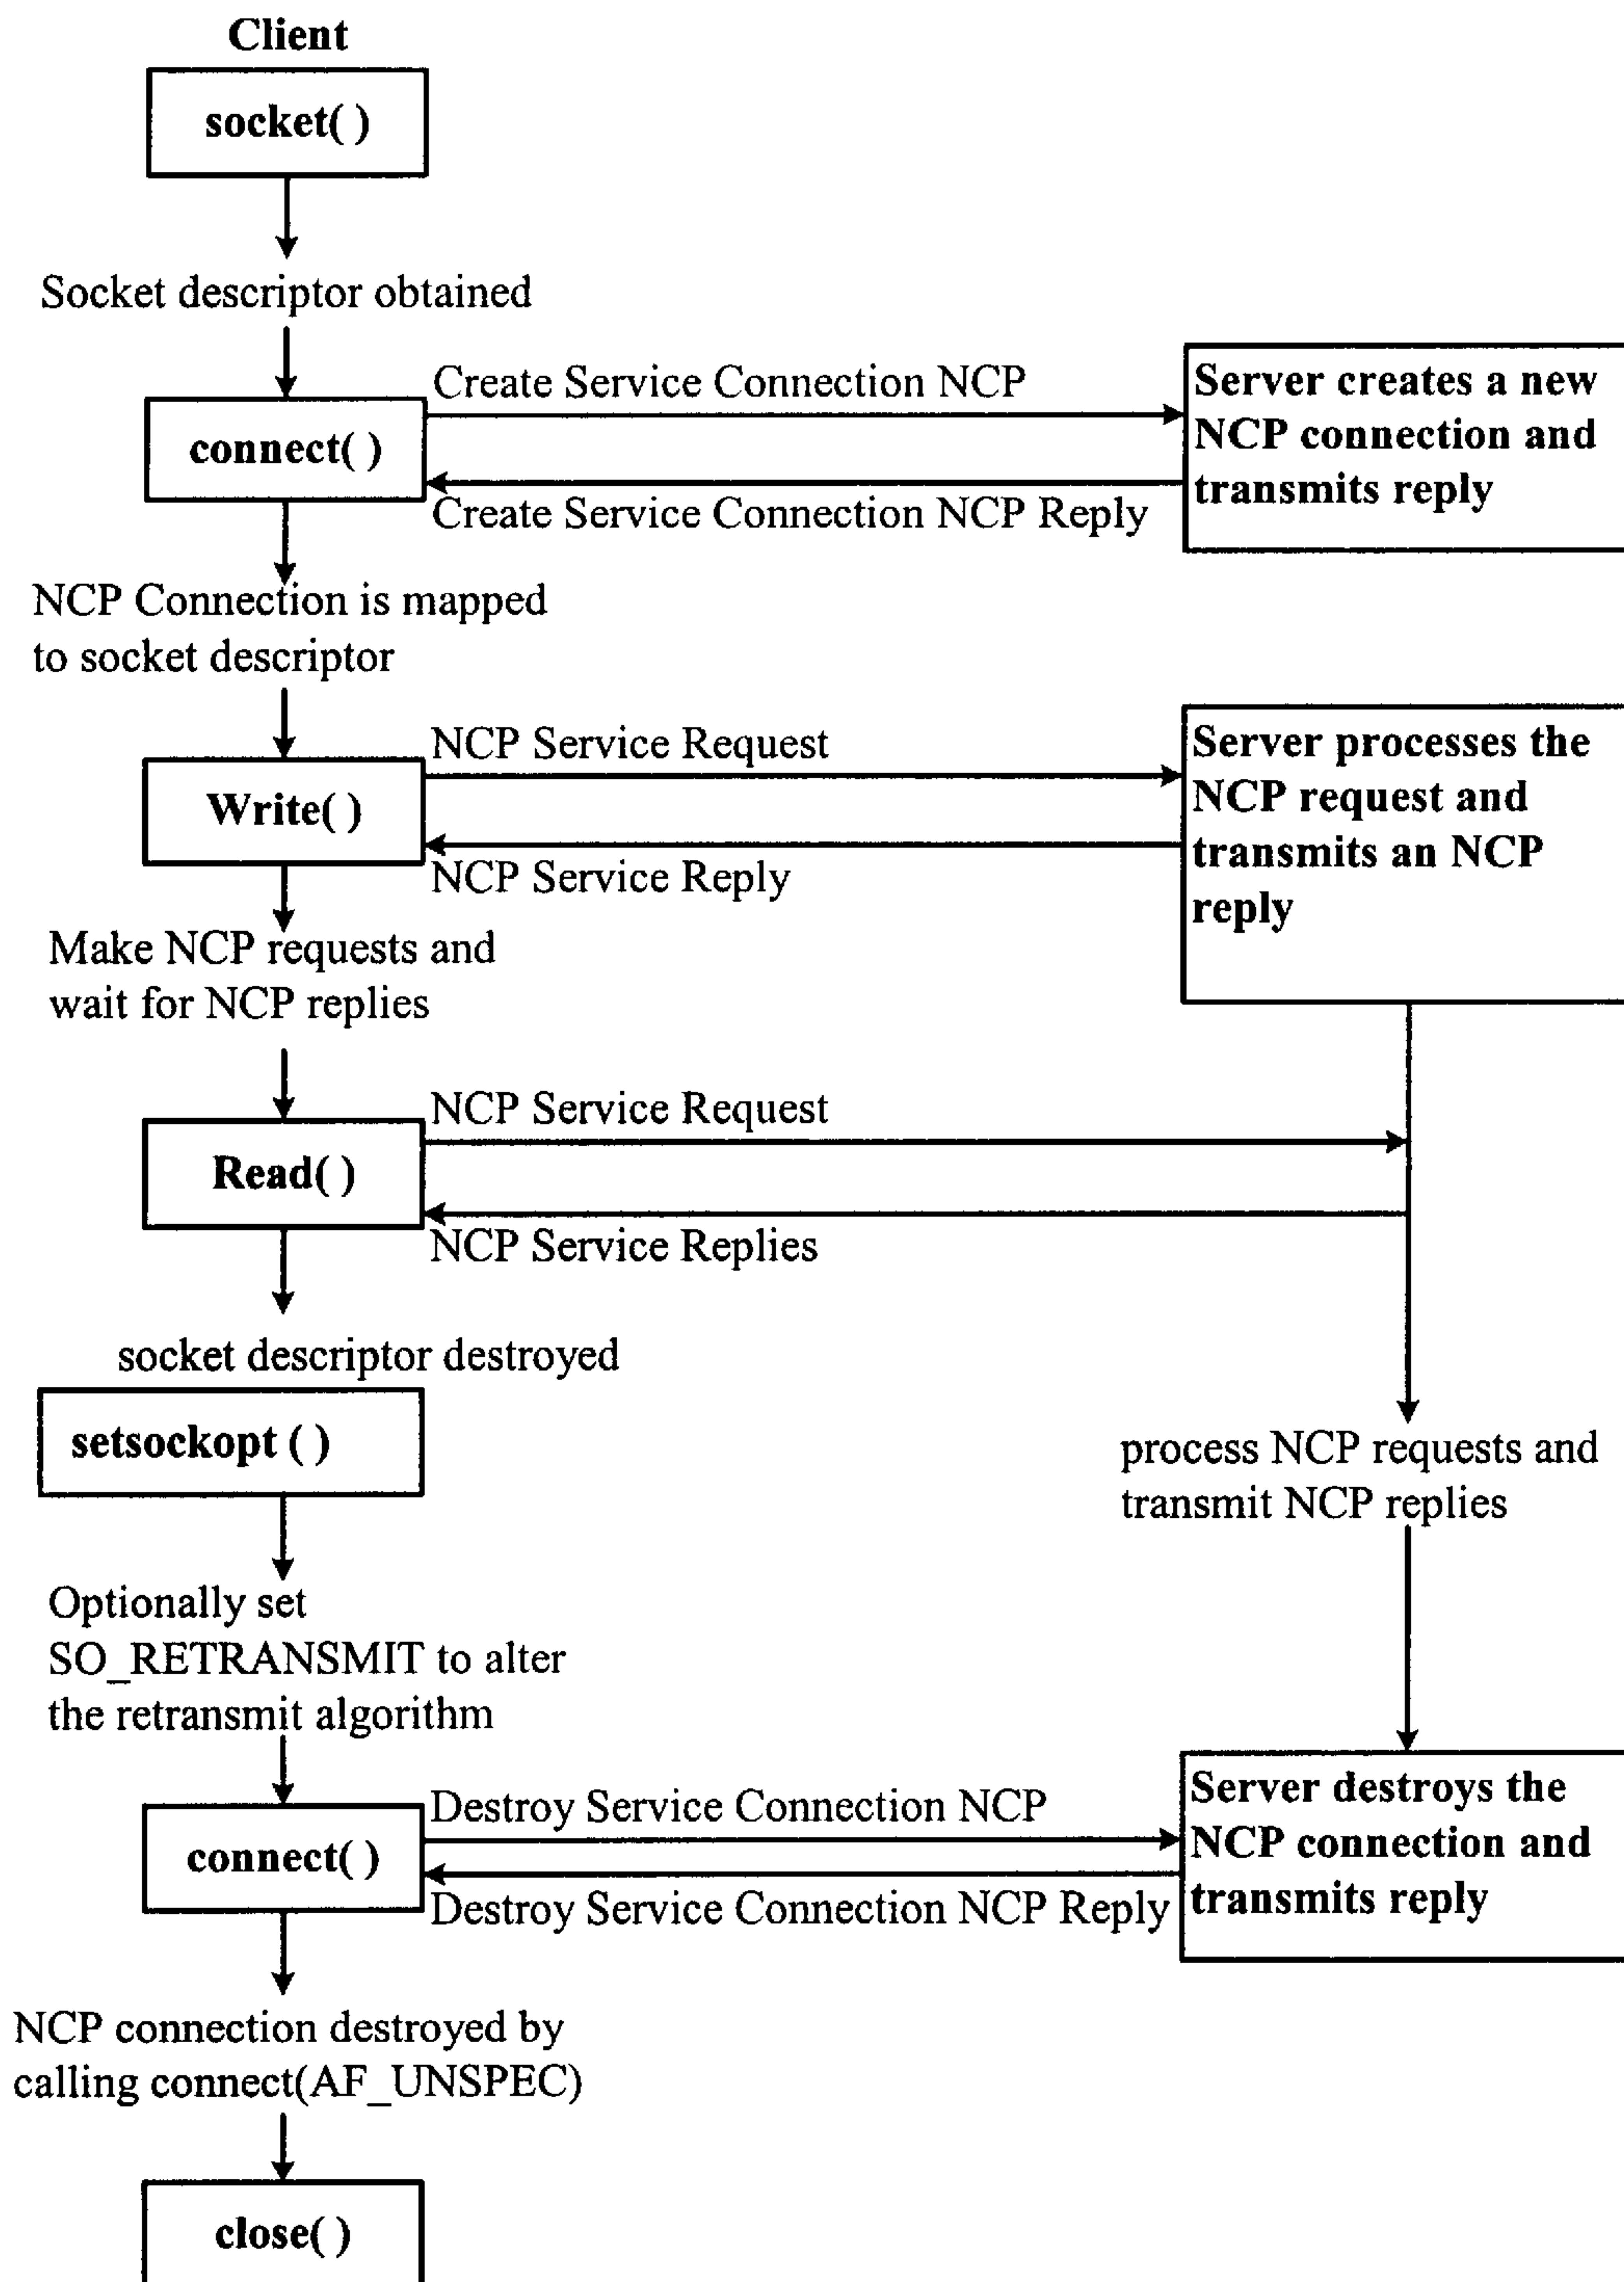 Client
socket( )
Socket descriptor obtained
Create Service Connection NCP
connect( )
Create Service Connection NCP Reply
Server creates a new
NCP connection and
transmits reply
NCP Connection is mapped
to socket descriptor
NCP Service Request
Write( )
NCP Service Reply
Server processes the
NCP request and
transmits an NCP
reply
Make NCP requests and
wait for NCP replies
NCP Service Request
Read( )
NCP Service Replies
socket descriptor destroyed
setsockopt ( )
process NCP requests and
transmit NCP replies
Optionally set
SO_RETRANSMIT to alter
the retransmit algorithm
Destroy Service Connection NCP
connect( )
Destroy Service Connection NCP Reply
Server destroys the
NCP connection and
transmits reply
NCP connection destroyed by
calling connect(AF_UNSPEC)
close( )